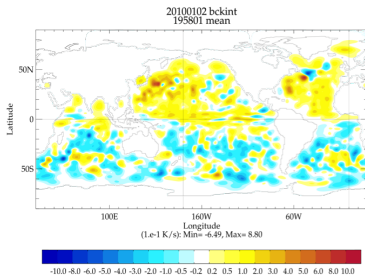 20100102 bckint
195801 mean
50N
0
50S
Latitude
100E 160W 60W
Longitude
(1.e-1 K/s): Min= -6.49, Max= 8.80
-10.0 -8.0 -6.0 -5.0 -4.0 -3.0 -2.0 -1.0 -0.5 -0.2 0.2 0.5 1.0 2.0 3.0 4.0 5.0 6.0 8.0 10.0